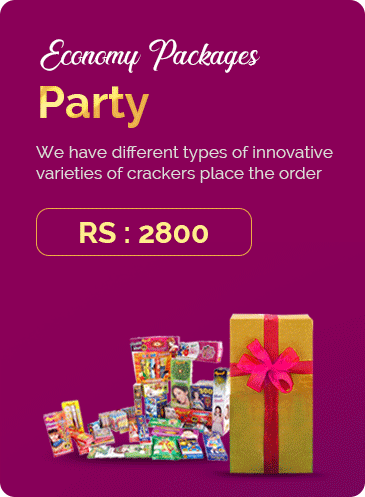 Economy Packages
Party
We have different types of innovative
varieties of crackers place the order
RS : 2800